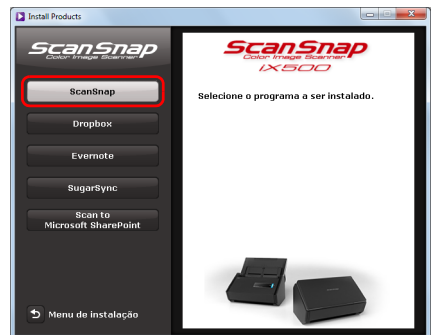 Install Products
ScanSnap
Color Image Scanner
ScanSnap
Color Image Scanner
iX500
Selecione o programa a ser instalado.
ScanSnap
Dropbox
Evernote
SugarSync
Scan to
Microsoft SharePoint
Menu de instalação